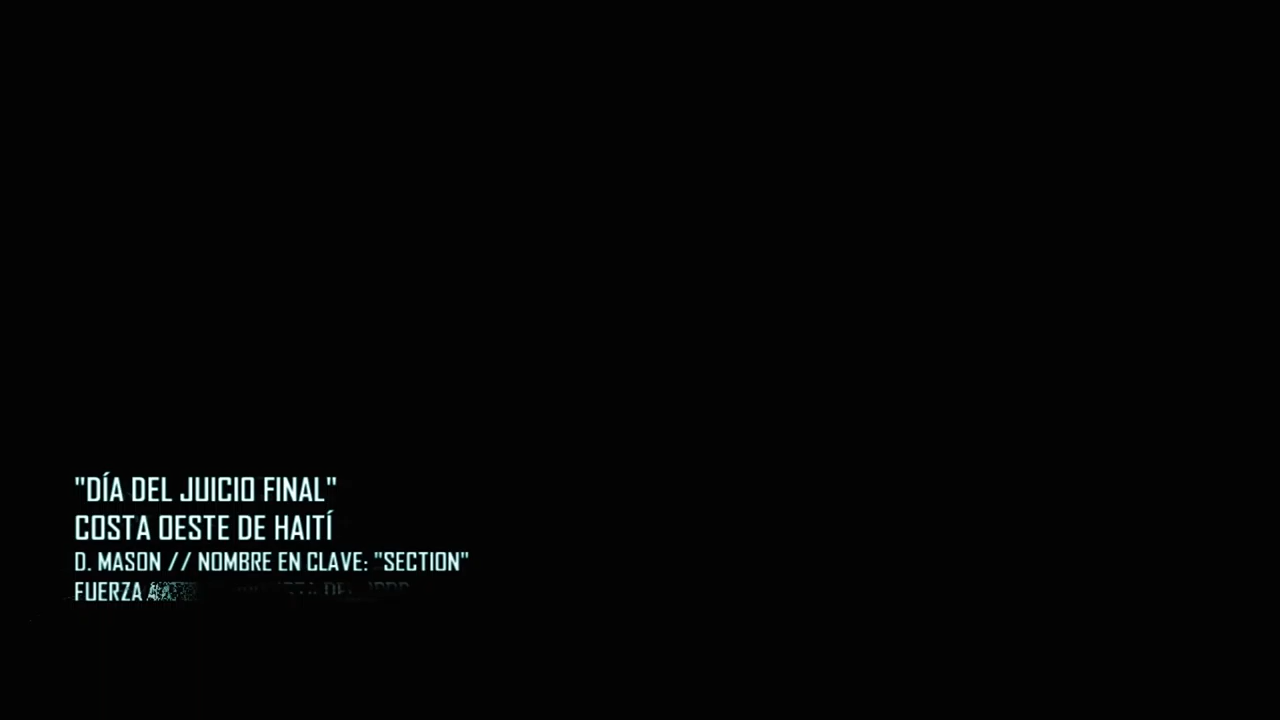 "DÍA DEL JUICIO FINAL"
COSTA OESTE DE HAITÍ
D. MASON // NOMBRE EN CLAVE: "SECTION"
FUERZA